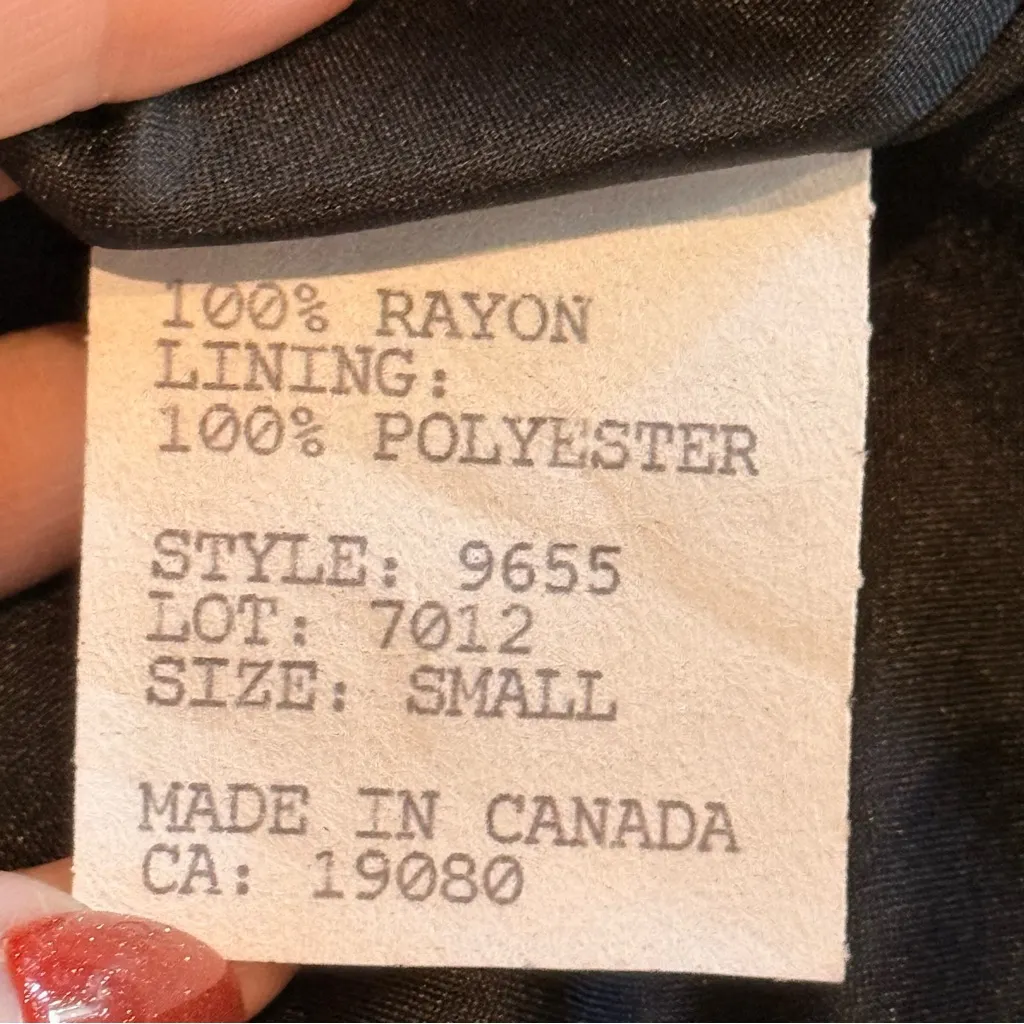 100% RAYON
LINING:
100% POLYESTER
STYLE: 9655
LOT: 7012
SIZE: SMALL
MADE IN CANADA
CA: 19080